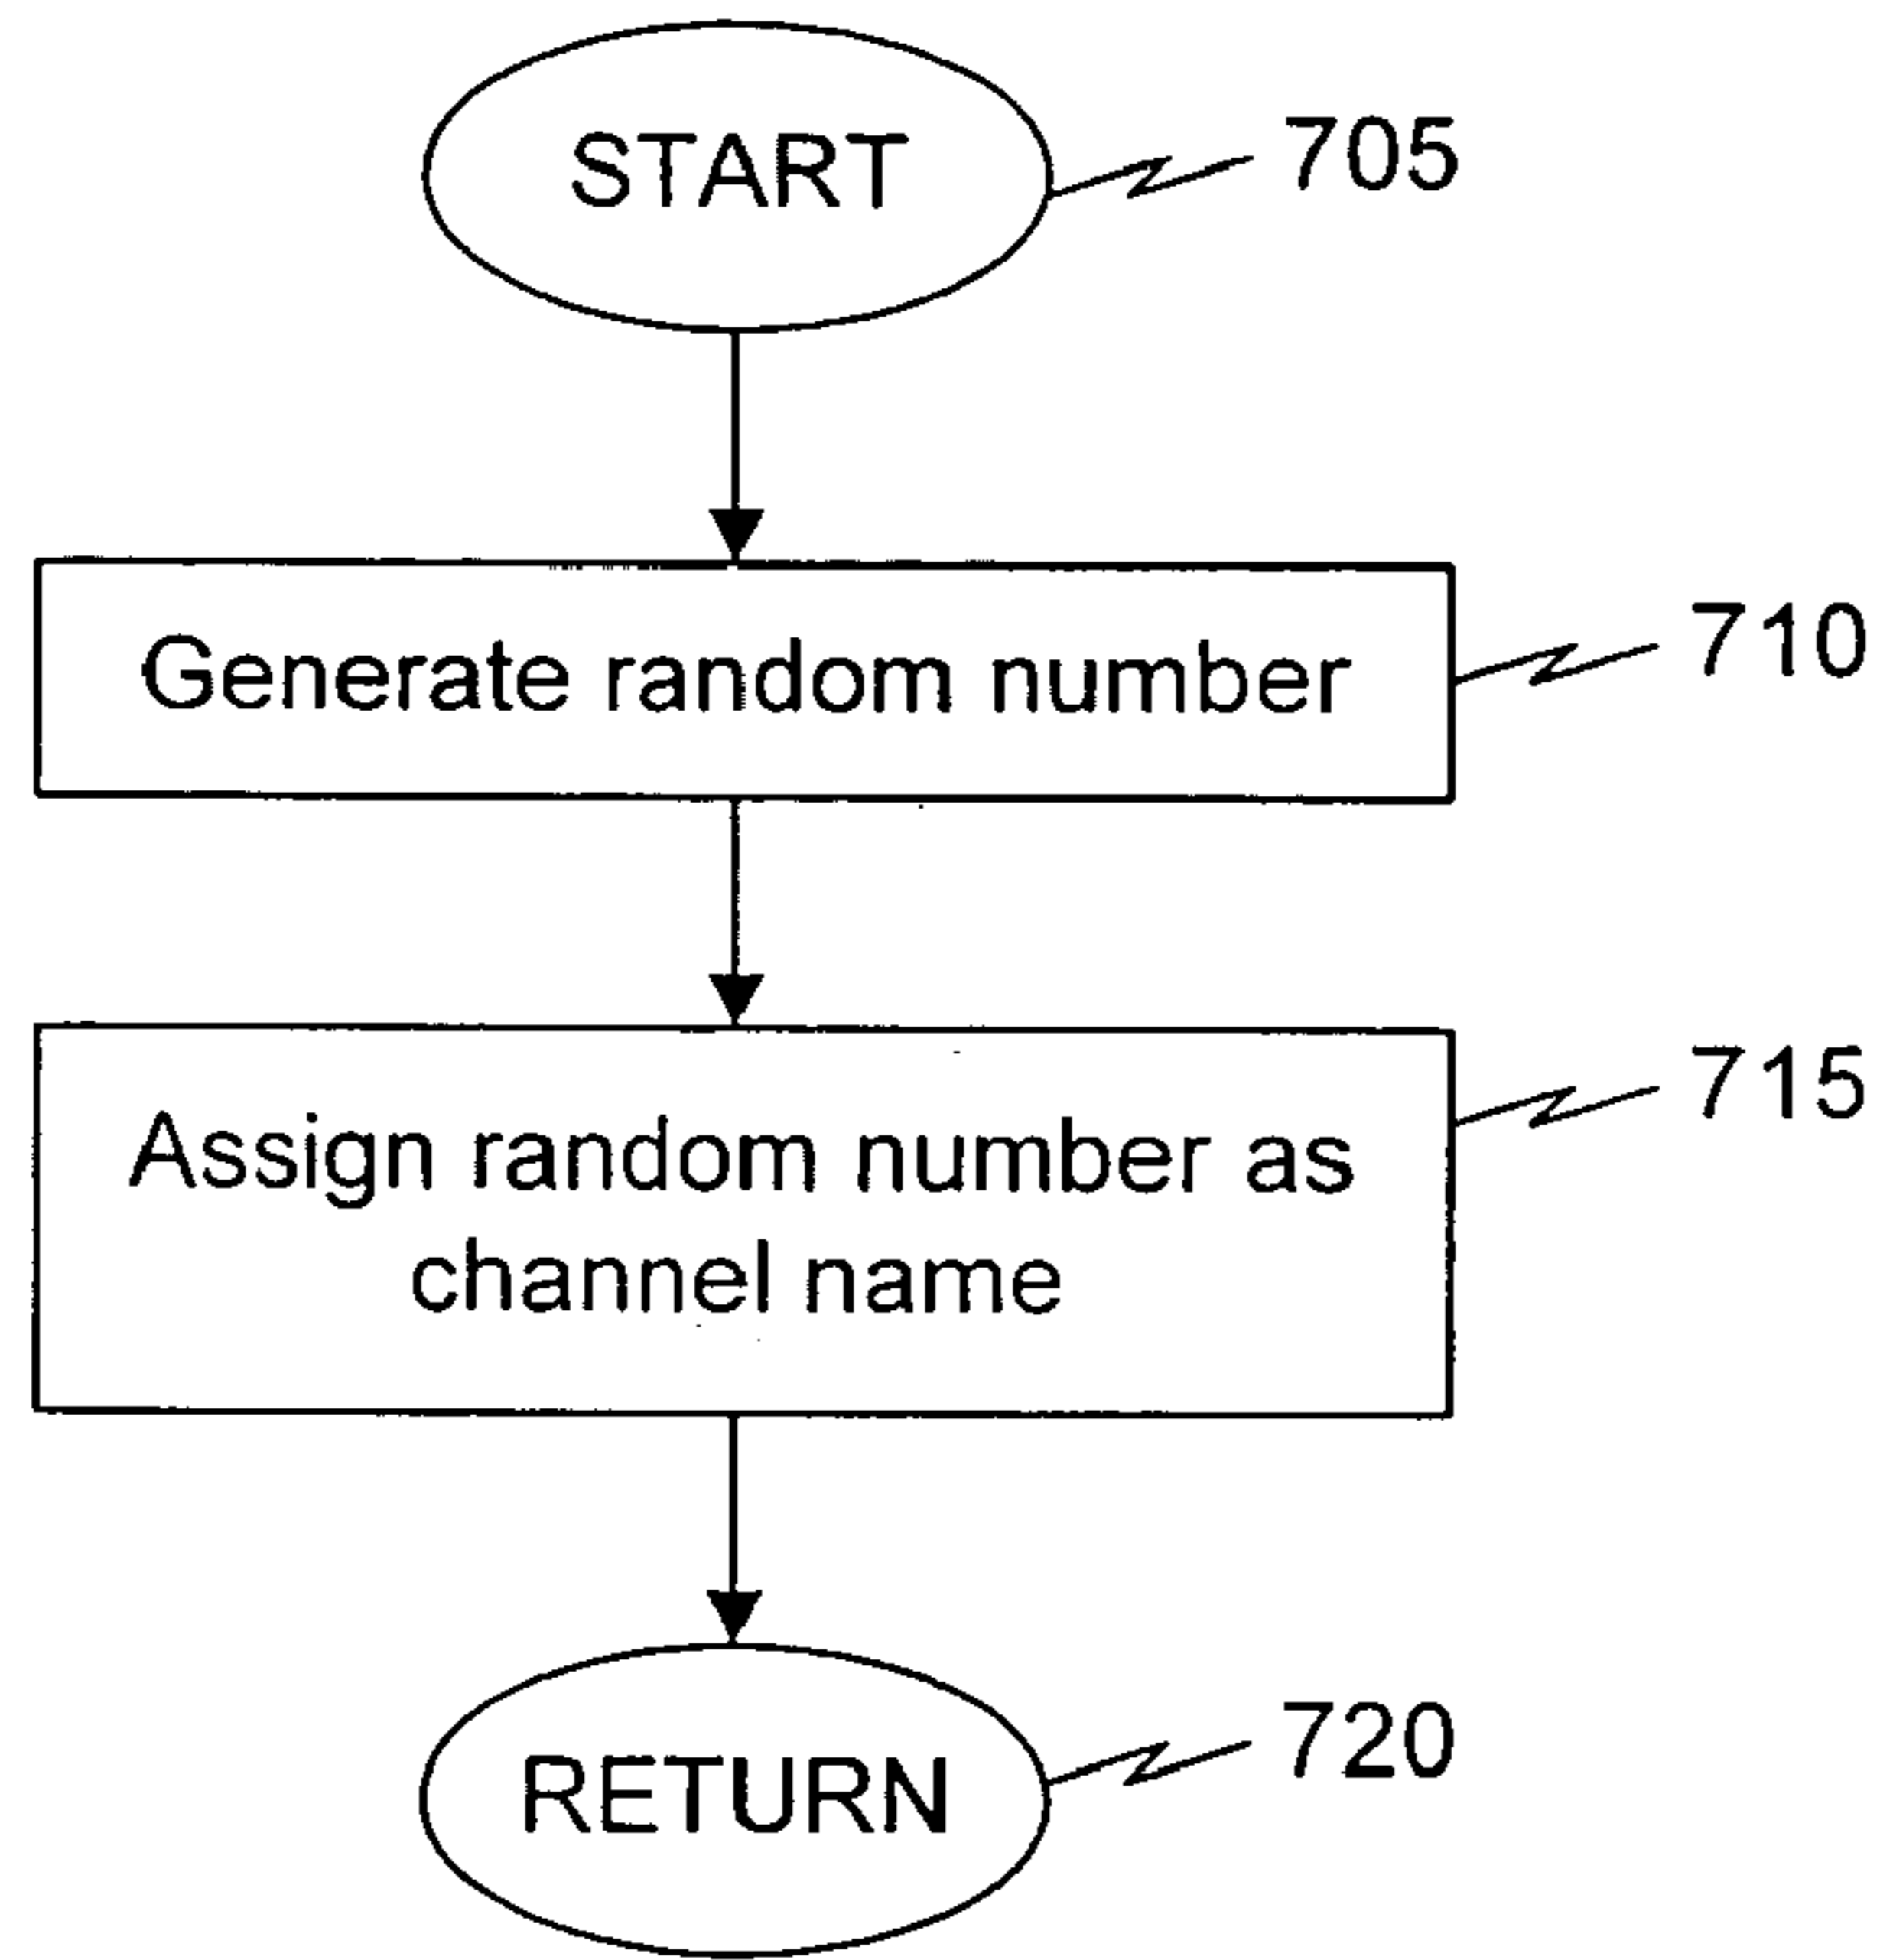 START
705
Generate random number
710
Assign random number as
channel name
715
RETURN
720